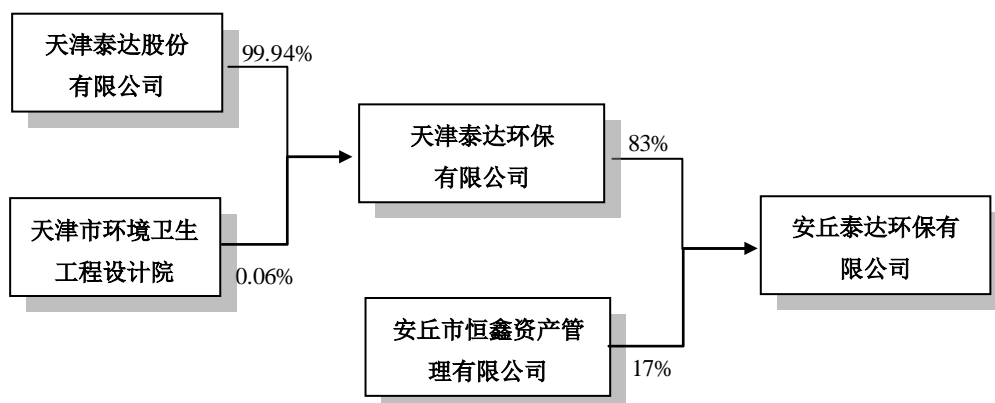 天津泰达股份
有限公司
99.94%
天津市环境卫生
工程设计院
0.06%
天津泰达环保
有限公司
83%
安丘市恒鑫资产管
理有限公司
17%
安丘泰达环保有
限公司